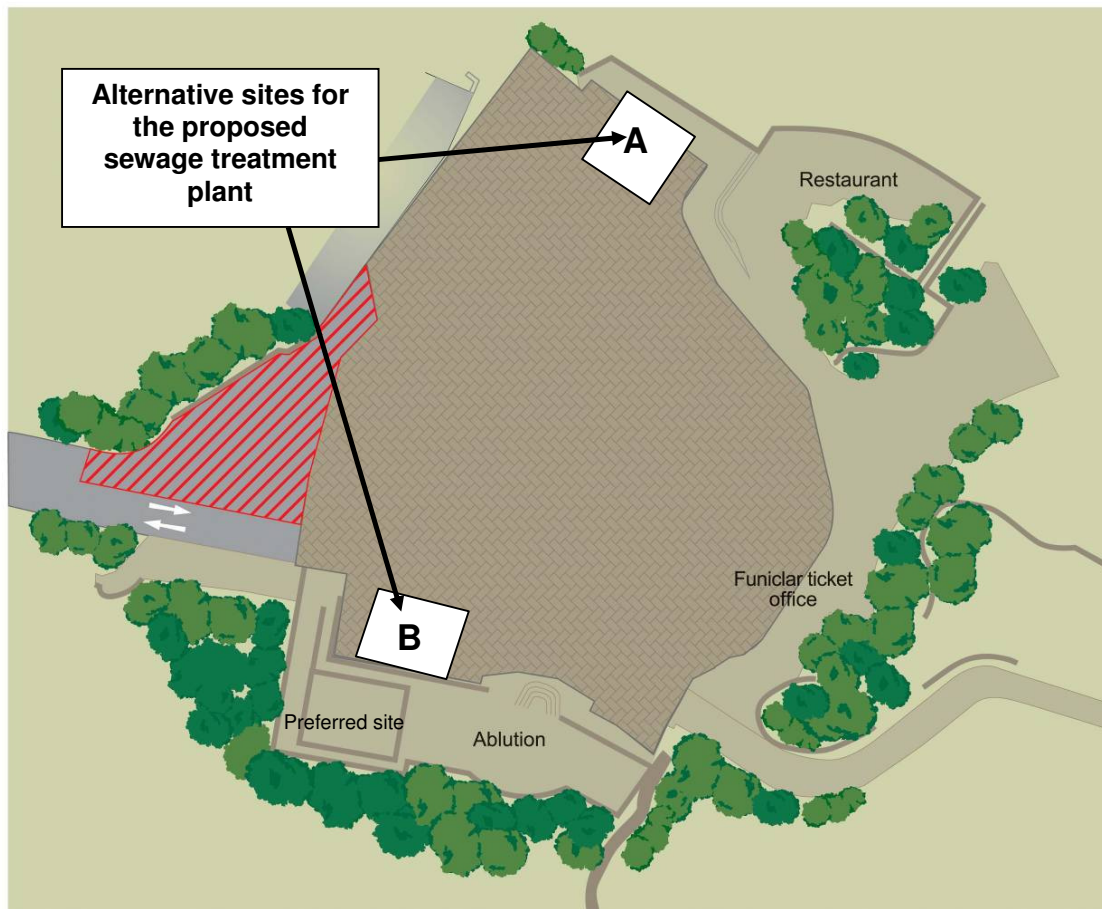 Alternative sites for
the proposed
sewage treatment
plant
A
Restaurant
Funiclar ticket
office
B
Preferred site
Ablution